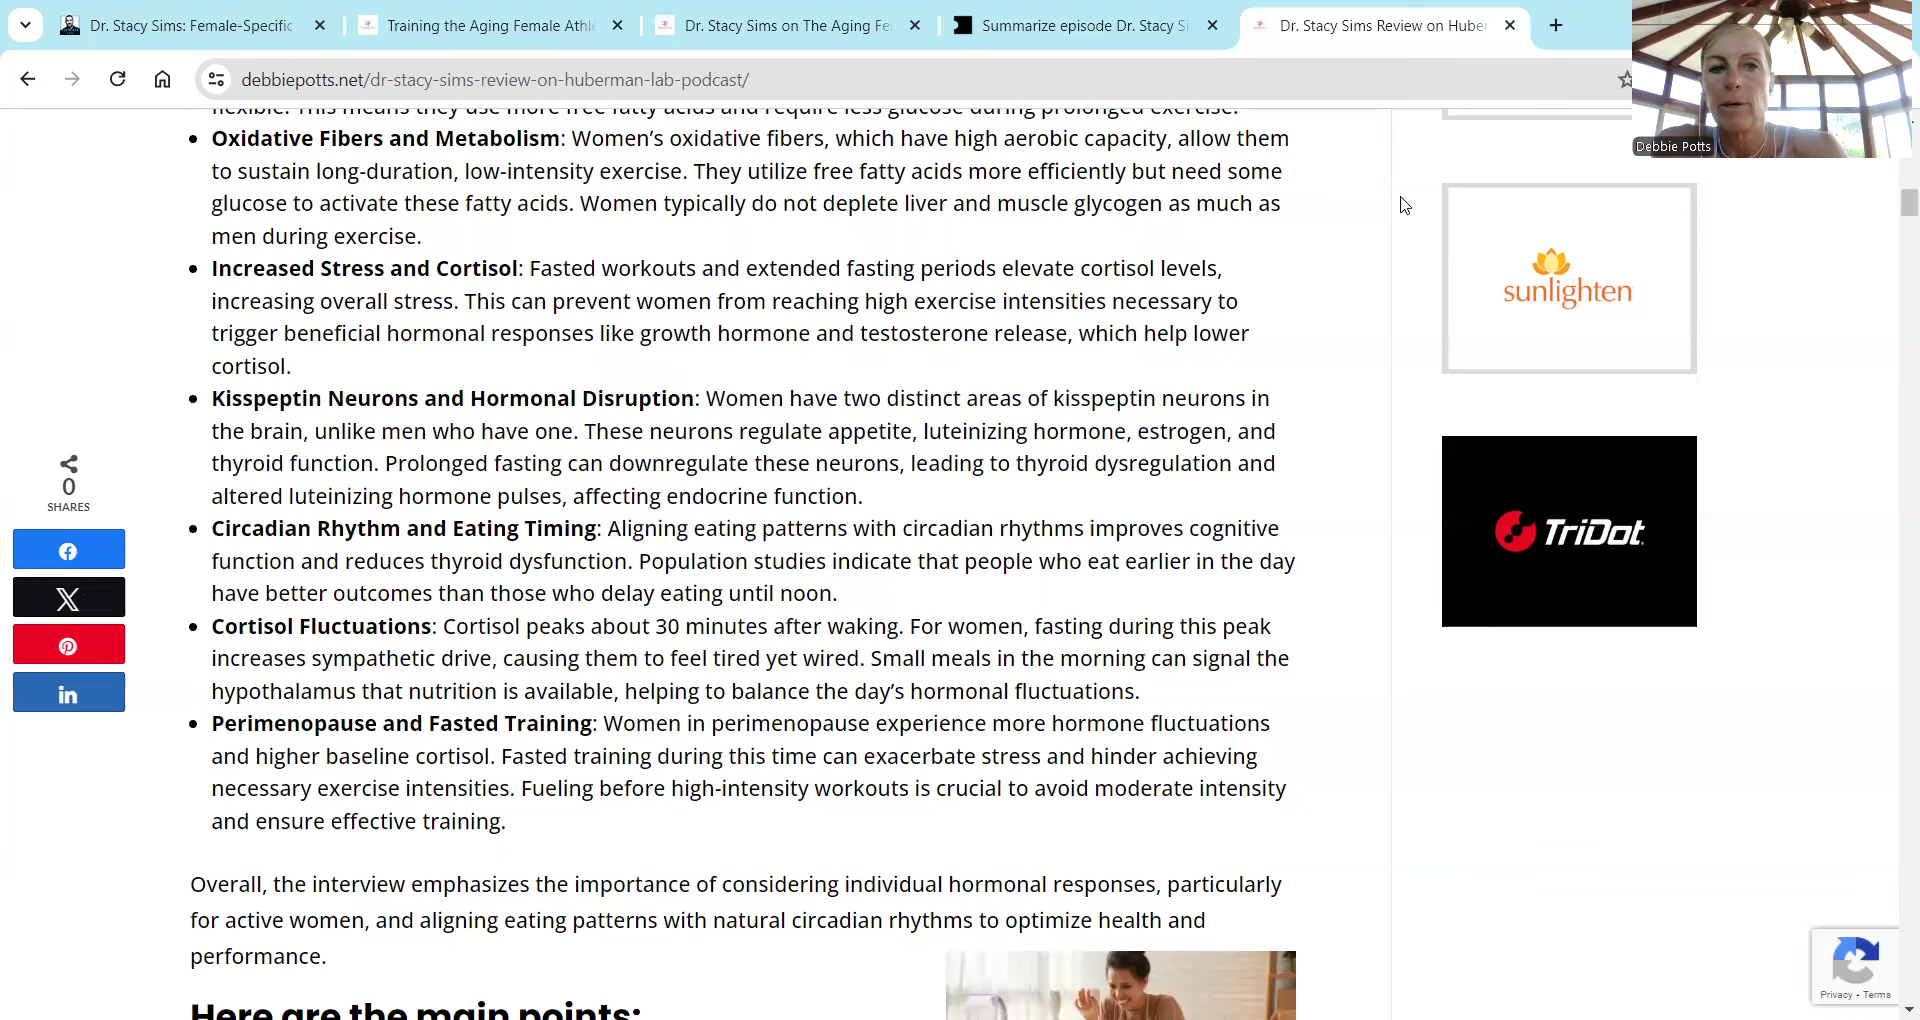 Dr. Stacy Sims: Female-Specific
Training the Aging Female Athl
Dr. Stacy Sims on The Aging Fe
Summarize episode Dr. Stacy Si
Dr. Stacy Sims Review on Huber
debbiepotts.net/dr-stacy-sims-review-on-huberman-lab-podcast/
Debbie Potts
flexible. This means they use more free fatty acids and require less glucose during prolonged exercise.
• Oxidative Fibers and Metabolism: Women’s oxidative fibers, which have high aerobic capacity, allow them
to sustain long-duration, low-intensity exercise. They utilize free fatty acids more efficiently but need some
glucose to activate these fatty acids. Women typically do not deplete liver and muscle glycogen as much as
men during exercise.
• Increased Stress and Cortisol: Fasted workouts and extended fasting periods elevate cortisol levels,
increasing overall stress. This can prevent women from reaching high exercise intensities necessary to
trigger beneficial hormonal responses like growth hormone and testosterone release, which help lower
cortisol.
• Kisspeptin Neurons and Hormonal Disruption: Women have two distinct areas of kisspeptin neurons in
the brain, unlike men who have one. These neurons regulate appetite, luteinizing hormone, estrogen, and
thyroid function. Prolonged fasting can downregulate these neurons, leading to thyroid dysregulation and
altered luteinizing hormone pulses, affecting endocrine function.
• Circadian Rhythm and Eating Timing: Aligning eating patterns with circadian rhythms improves cognitive
function and reduces thyroid dysfunction. Population studies indicate that people who eat earlier in the day
have better outcomes than those who delay eating until noon.
• Cortisol Fluctuations: Cortisol peaks about 30 minutes after waking. For women, fasting during this peak
increases sympathetic drive, causing them to feel tired yet wired. Small meals in the morning can signal the
hypothalamus that nutrition is available, helping to balance the day’s hormonal fluctuations.
• Perimenopause and Fasted Training: Women in perimenopause experience more hormone fluctuations
and higher baseline cortisol. Fasted training during this time can exacerbate stress and hinder achieving
necessary exercise intensities. Fueling before high-intensity workouts is crucial to avoid moderate intensity
and ensure effective training.
Overall, the interview emphasizes the importance of considering individual hormonal responses, particularly
for active women, and aligning eating patterns with natural circadian rhythms to optimize health and
performance.
Here are the main points:
0
SHARES
sunlighten
TriDot
Privacy - Terms